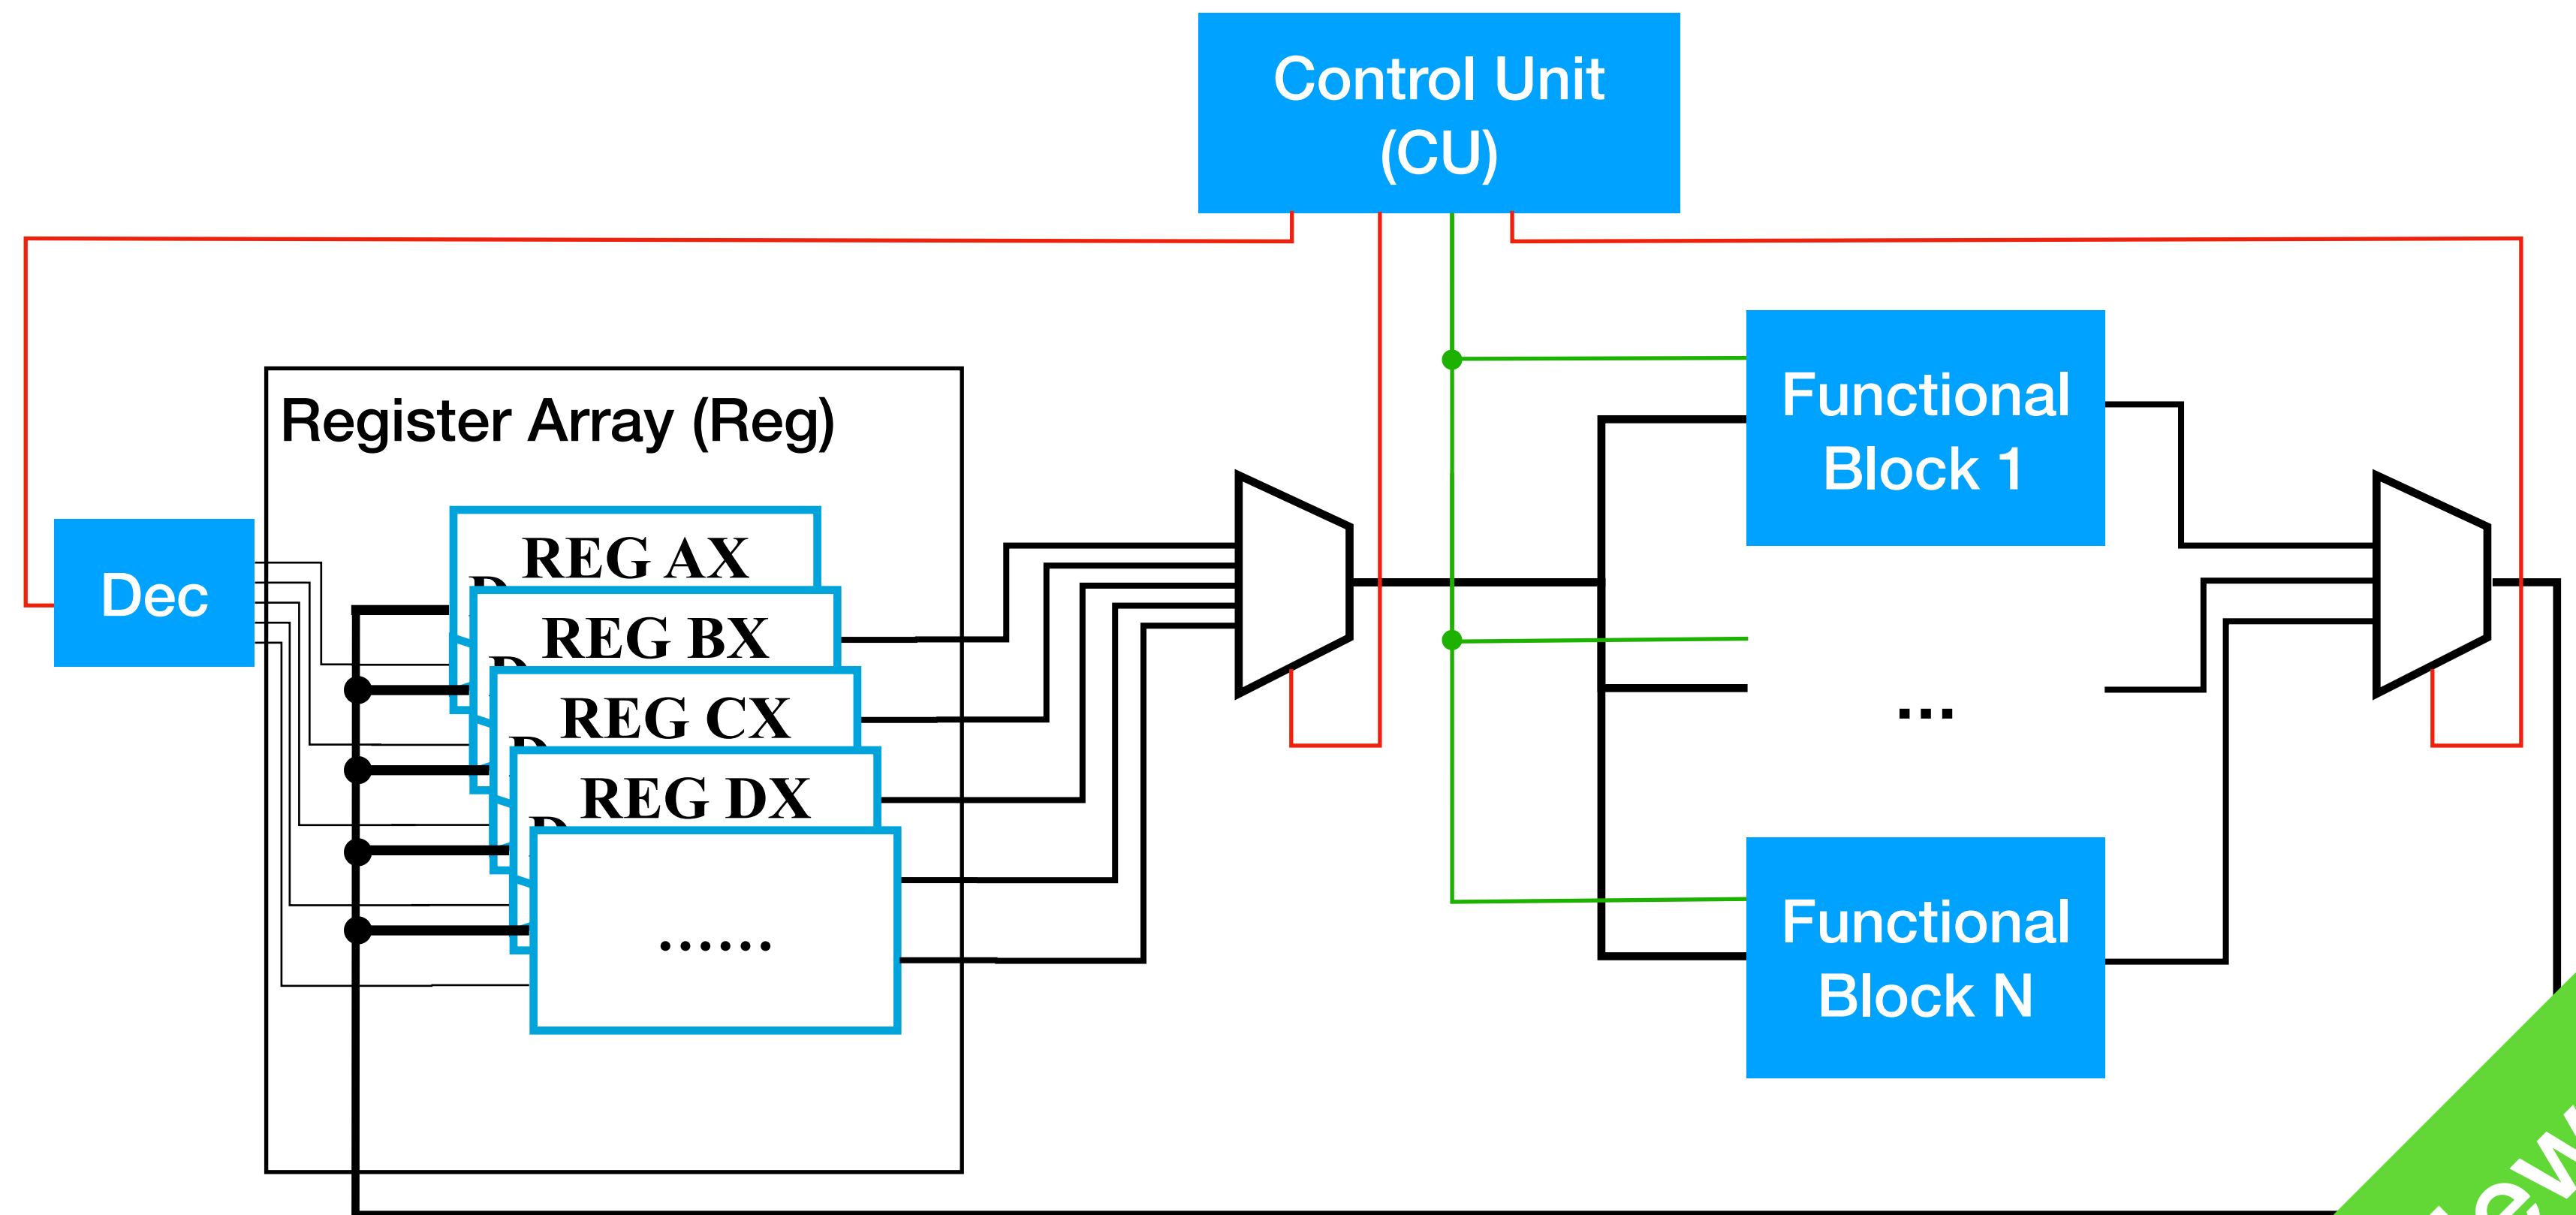 Control Unit
(CU)
Register Array (Reg)
Dec
REG AX
D
REG BX
D
REG CX
D
REG DX
D
......
Functional
Block 1
...
Functional
Block N